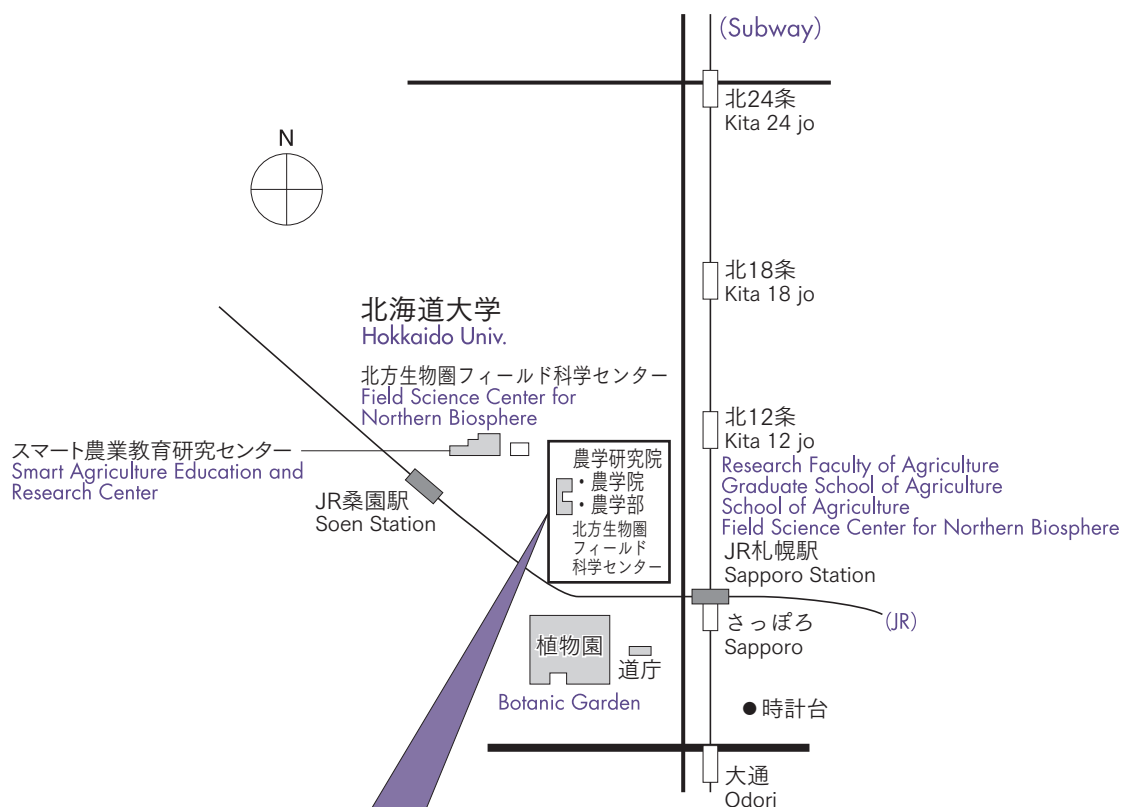 (Subway)
北24条
Kita 24 jo
N
北18条
Kita 18 jo
北海道大学
Hokkaido Univ.
北方生物圏フィールド科学センター
Field Science Center for
Northern Biosphere
北12条
Kita 12 jo
スマート農業教育研究センター
Smart Agriculture Education and
Research Center
農学研究院
・農学院
・農学部
北方生物圏
フィールド
科学センター
Research Faculty of Agriculture
Graduate School of Agriculture
School of Agriculture
Field Science Center for Northern Biosphere
JR桑園駅
Soen Station
JR札幌駅
Sapporo Station
さっぽろ
Sapporo
(JR)
植物園
道庁
Botanic Garden
時計台
大通
Odori